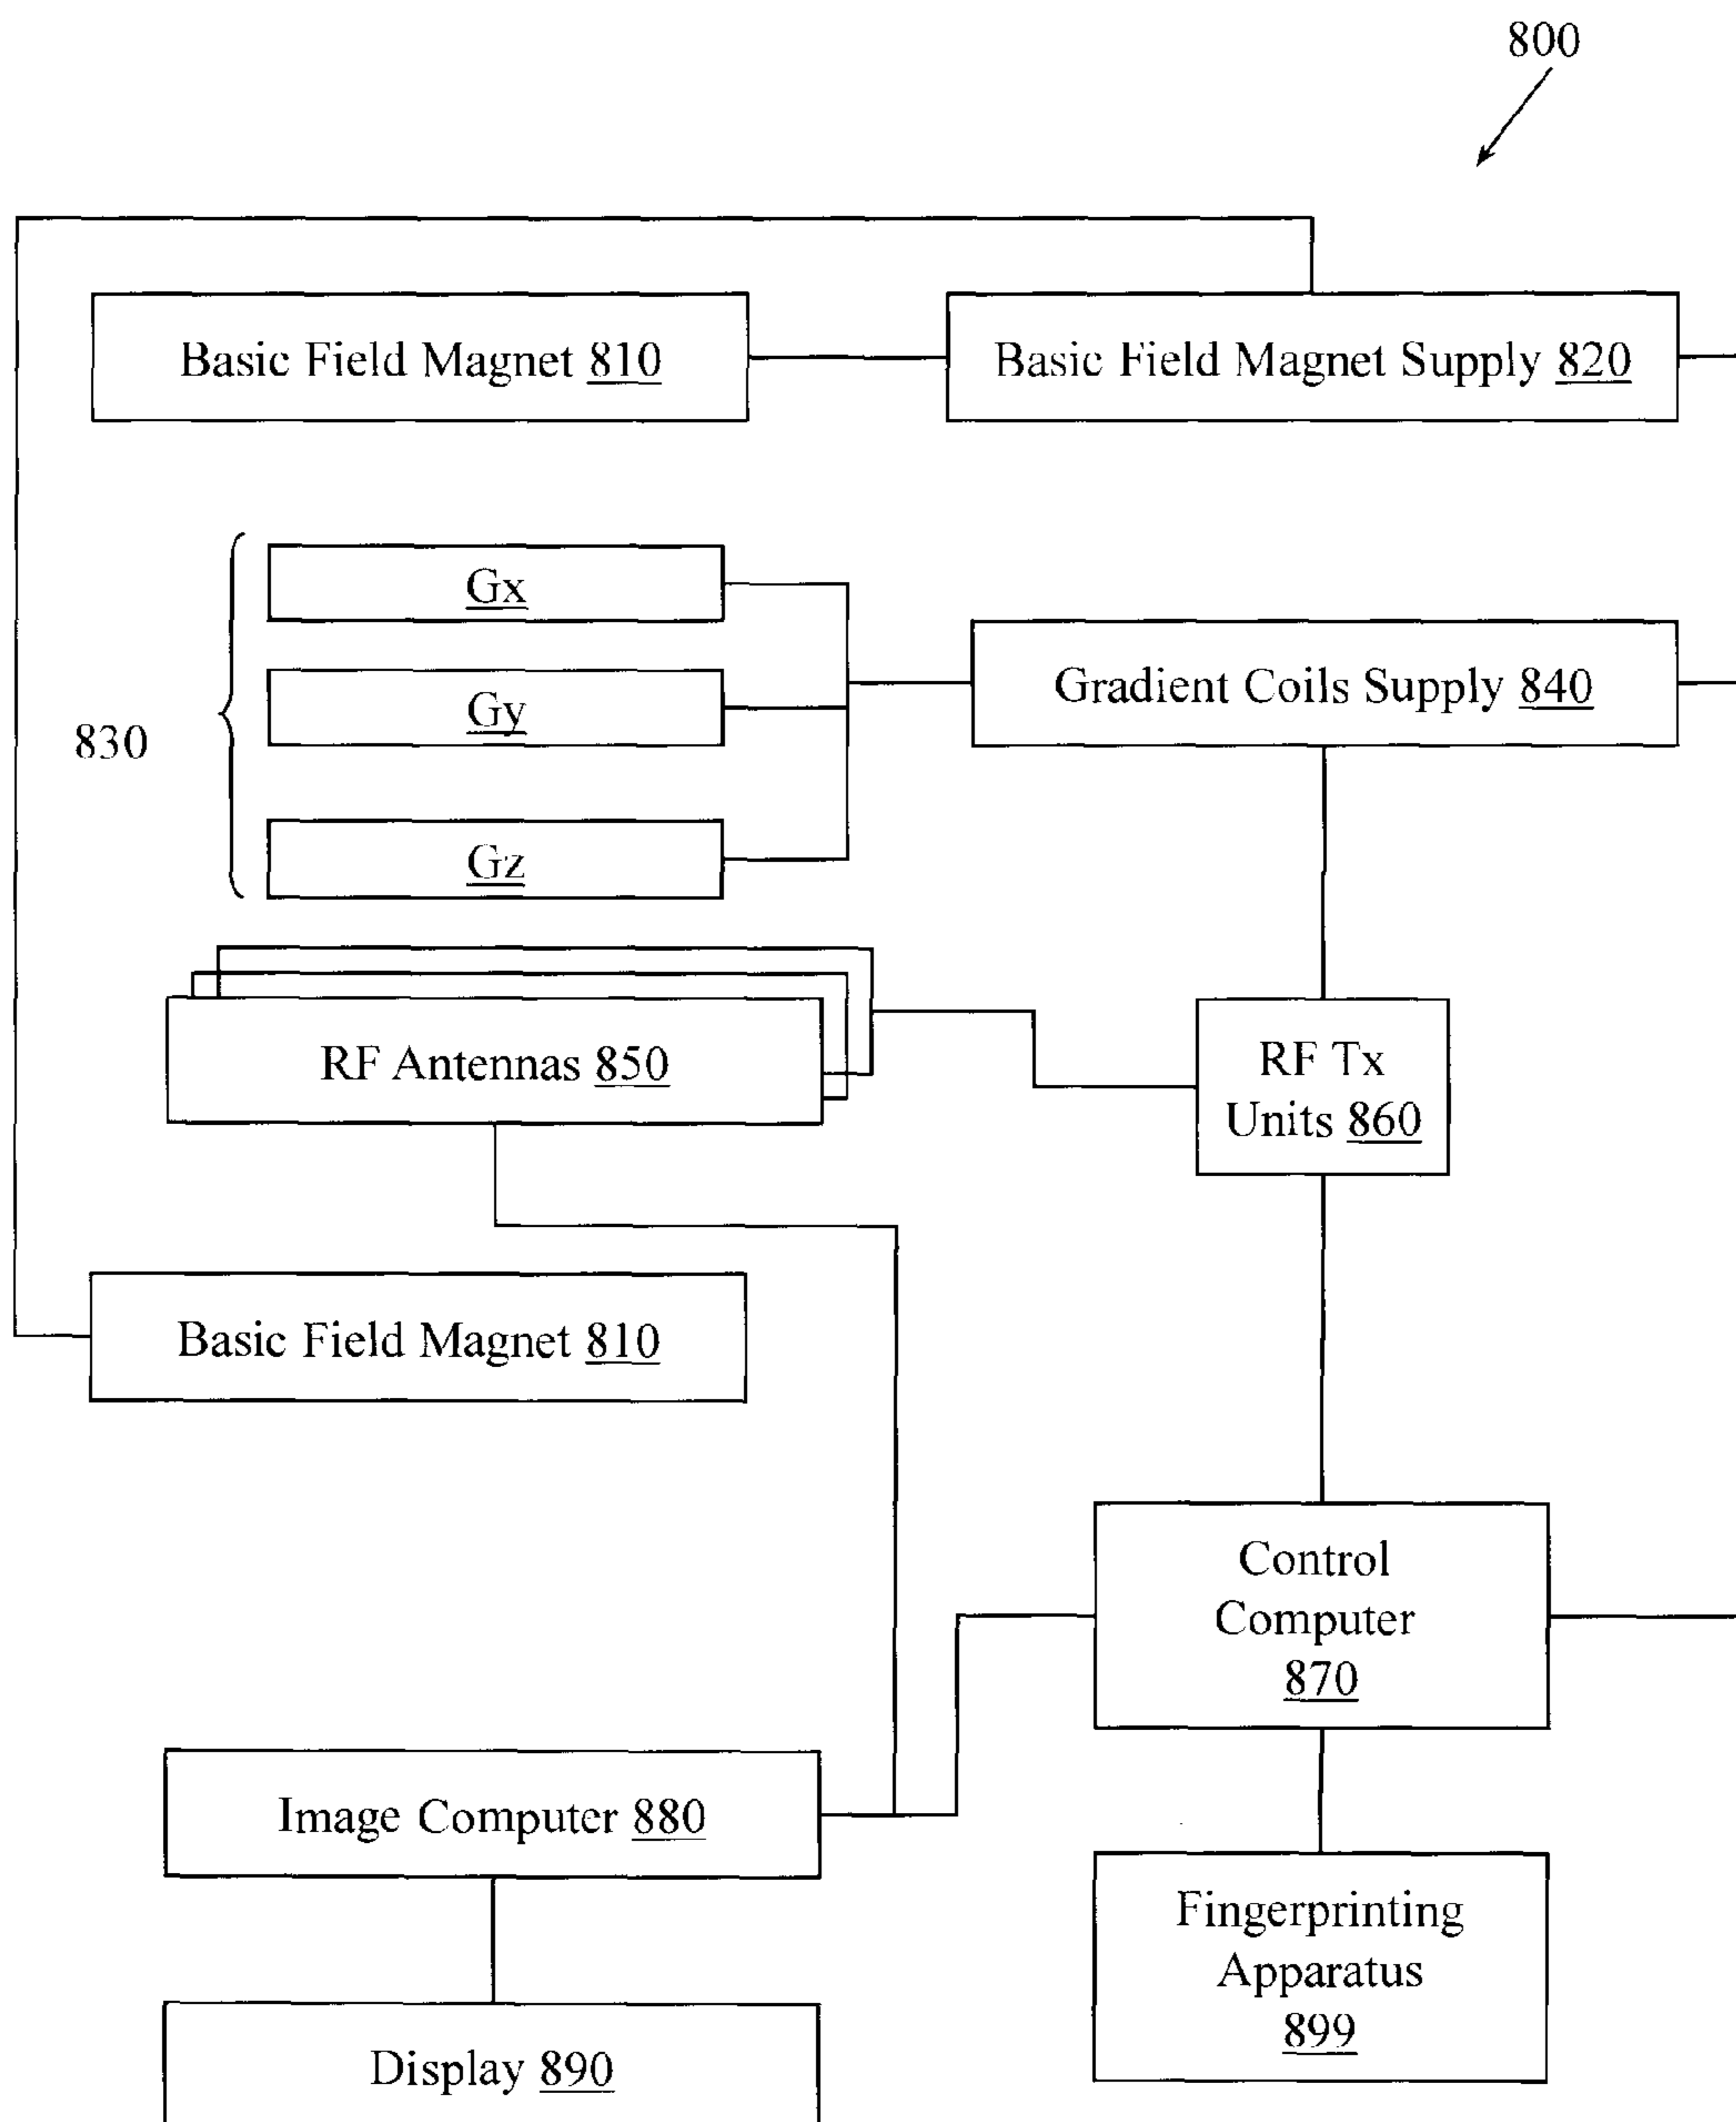 800
Basic Field Magnet 810
Basic Field Magnet Supply 820
Gx
Gradient Coils Supply 840
Gy
830
Gz
RF Antennas 850
RF Tx
Units 860
Basic Field Magnet 810
Control
Computer
870
Image Computer 880
Fingerprinting
Apparatus
899
Display 890